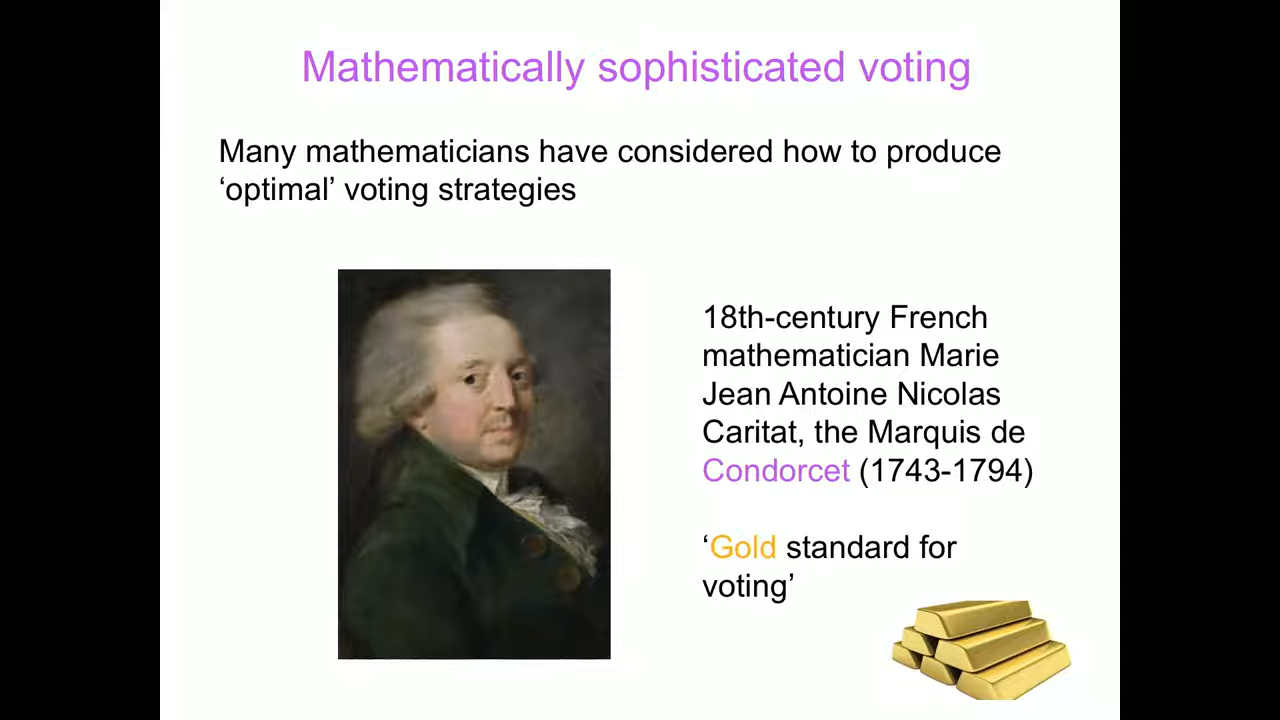 Mathematically sophisticated voting
Many mathematicians have considered how to produce
‘optimal’ voting strategies
18th-century French
mathematician Marie
Jean Antoine Nicolas
Caritat, the Marquis de
Condorcet (1743-1794)
‘Gold standard for
voting’